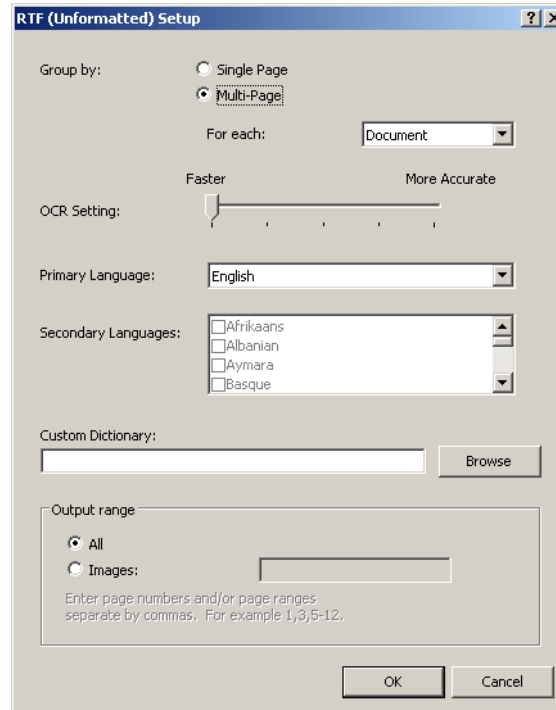 RTF (Unformatted) Setup
Group by:
Single Page
Multi-Page
For each:
Document
Faster
More Accurate
OCR Setting:
Primary Language:
English
Secondary Languages:
Afrikaans
Albanian
Aymara
Basque
Custom Dictionary:
Browse
Output range
All
Images:
Enter page numbers and/or page ranges
separate by commas. For example 1,3,5-12.
OK
Cancel